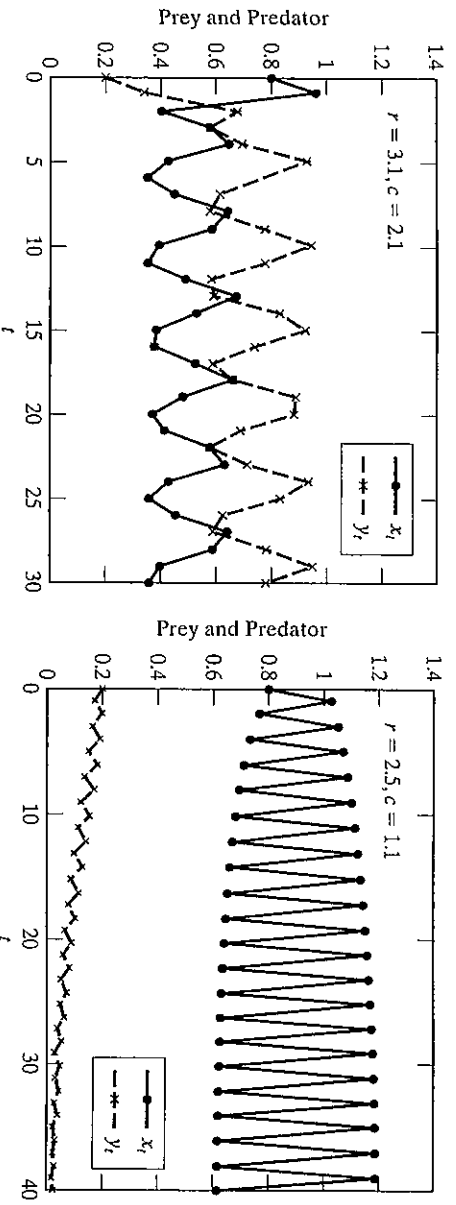 Prey and Predator
1.4
1.2
1
0.8
0.6
0.4
0.2
0
r = 3.1, c = 2.1
x_t
y_t
0
5
10
15
20
25
30
t
Prey and Predator
1.4
1.2
1
0.8
0.6
0.4
0.2
0
r = 2.5, c = 1.1
x_t
y_t
0
10
20
30
40
t